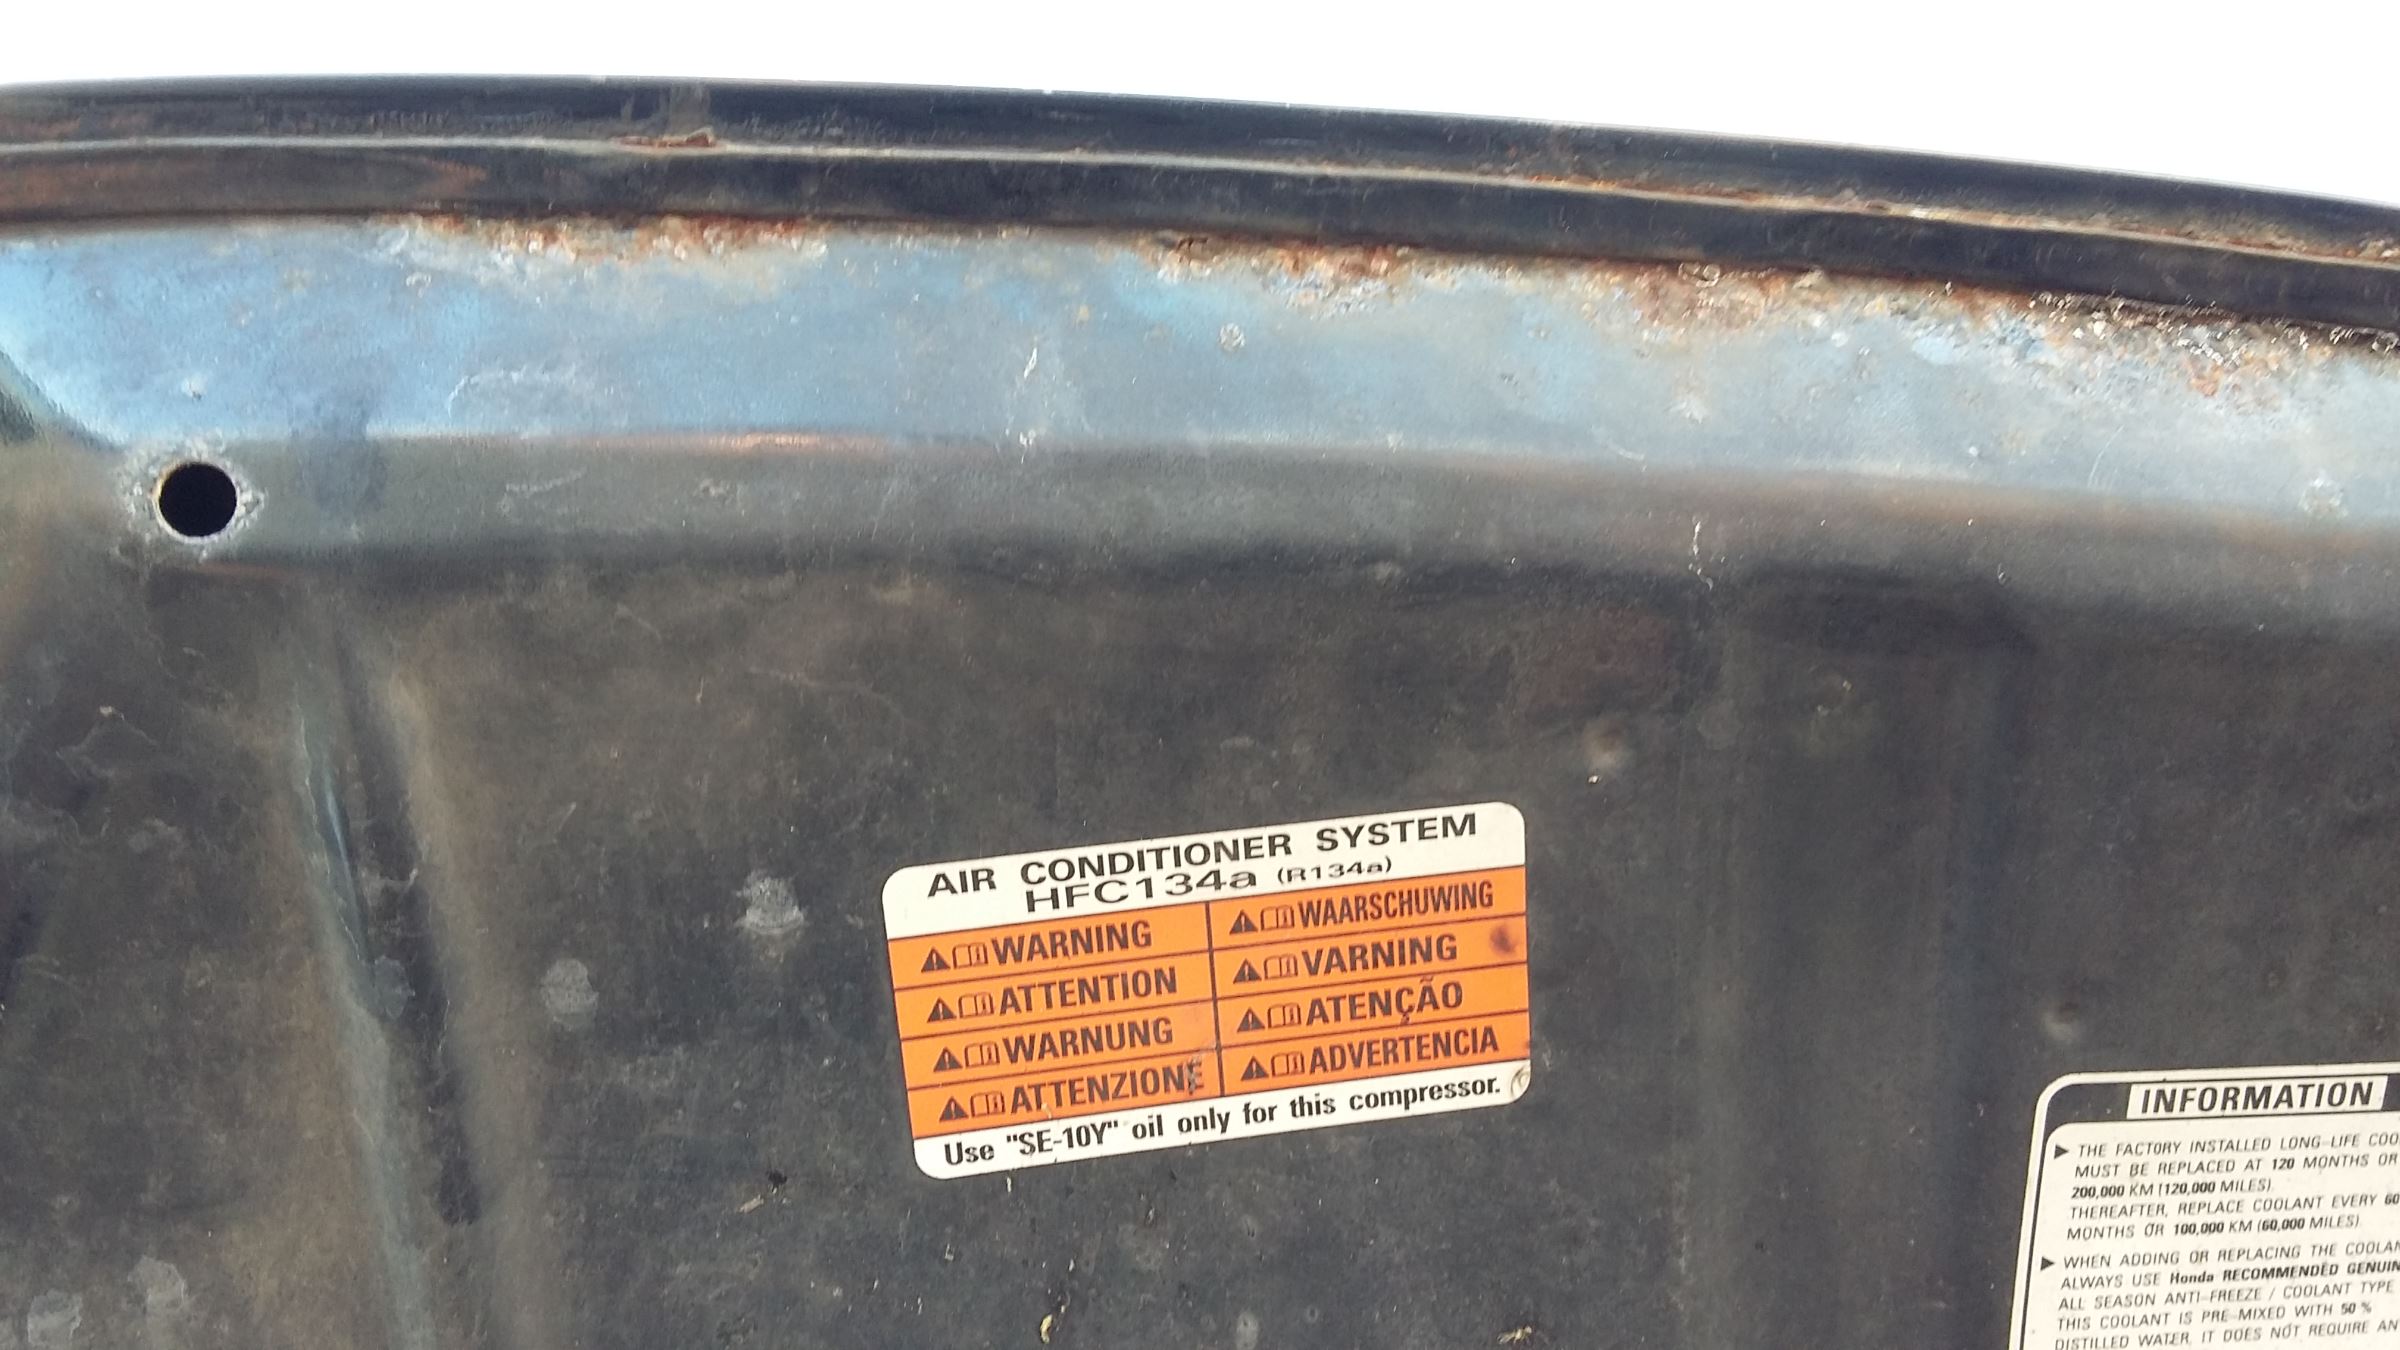 AIR CONDITIONER SYSTEM
HFC134a (R134a)
WARNING
WAARSCHUWING
ATTENTION
VARNING
WARNUNG
ATENÇÃO
ATTENZIONE
ADVERTENCIA
Use "SE-10Y" oil only for this compressor.
INFORMATION
▶ THE FACTORY INSTALLED LONG-LIFE
MUST BE REPLACED AT 120 MONTHS OR
200,000 KM (120,000 MILES).
THEREAFTER, REPLACE COOLANT EVERY 60
MONTHS OR 100,000 KM (60,000 MILES).
▶ WHEN ADDING OR REPLACING THE
ALWAYS USE Honda RECOMMENDED
ALL SEASON ANTI-FREEZE / COOLANT TYPE
THIS COOLANT IS PRE-MIXED WITH 50 %
DISTILLED WATER. IT DOES NOT REQUIRE